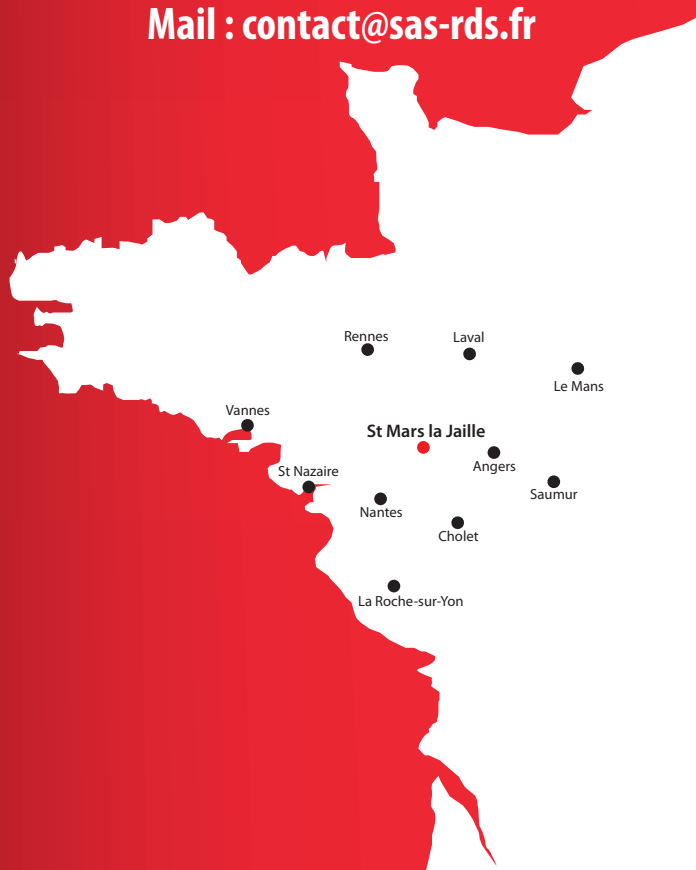 Mail : contact@sas-rds.fr
Rennes
Laval
Le Mans
Vannes
St Mars la Jaille
Angers
St Nazaire
Saumur
Nantes
Cholet
La Roche-sur-Yon